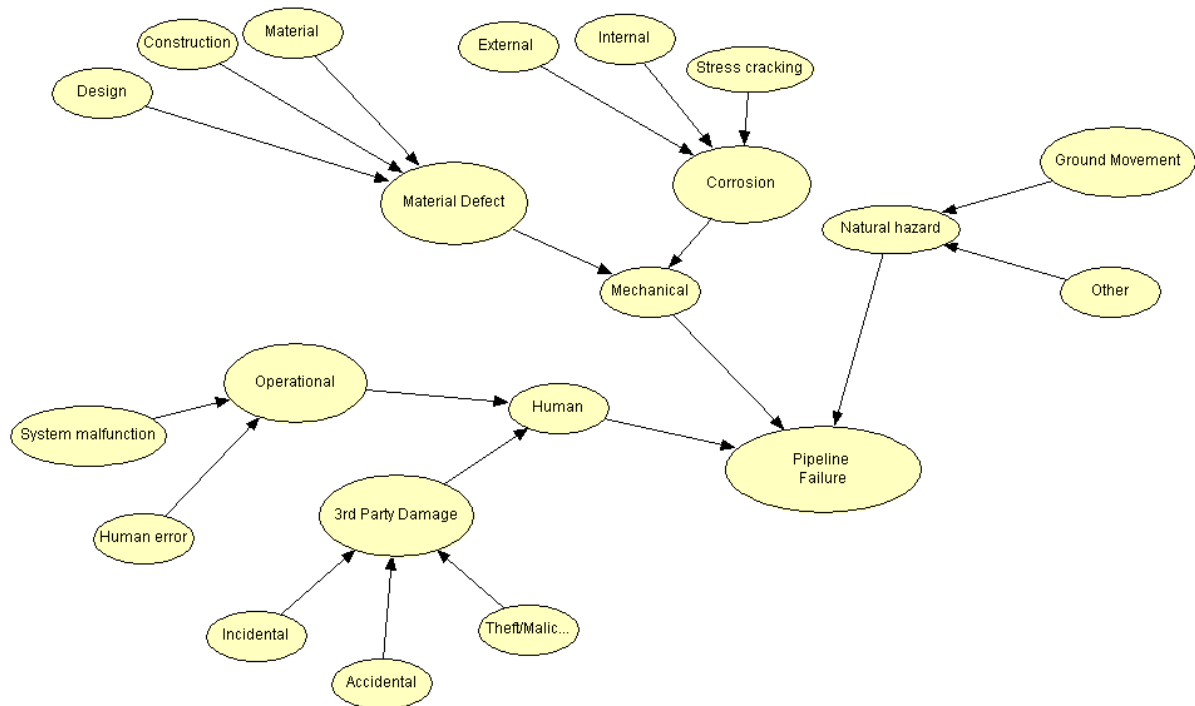 Material
Construction
Design
External
Internal
Stress cracking
Material Defect
Corrosion
Ground Movement
Natural hazard
Other
Mechanical
Operational
System malfunction
Human error
Human
Pipeline
Failure
3rd Party Damage
Incidental
Accidental
Theft/Malic...